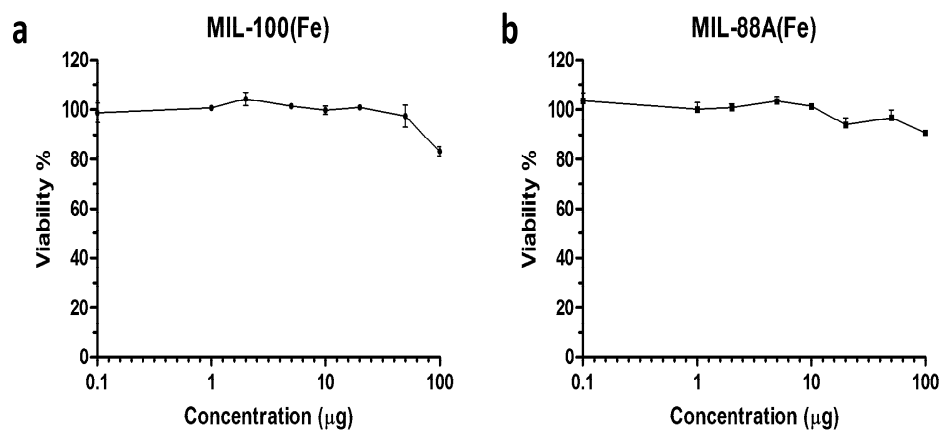 a
MIL-100(Fe)
120
100
80
60
40
20
0
Viability %
0.1 1 10 100
Concentration (μg)
b
MIL-88A(Fe)
120
100
80
60
40
20
0
Viability %
0.1 1 10 100
Concentration (μg)